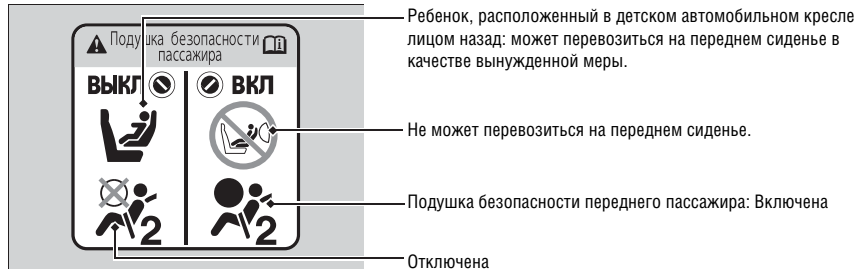 Подушка безопасности
пассажира
ВЫКЛ ВКЛ
2 2
Ребенок, расположенный в детском автомобильном кресле
лицом назад: может перевозиться на переднем сиденье в
качестве вынужденной меры.
Не может перевозиться на переднем сиденье.
Подушка безопасности переднего пассажира: Включена
Отключена